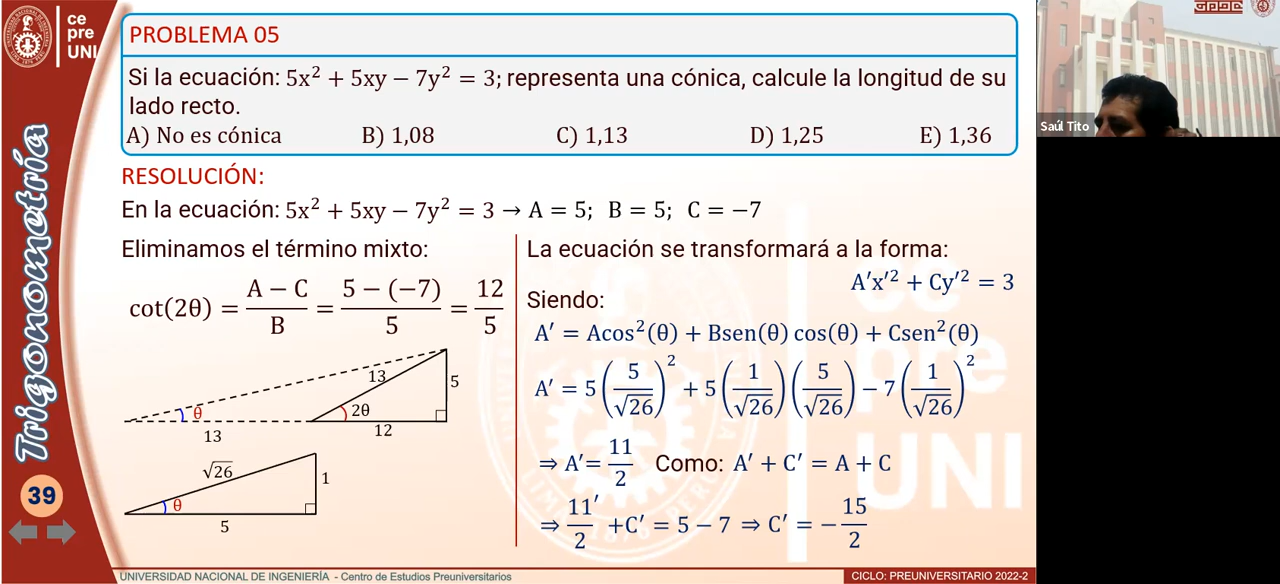 ce
pre
UNI
PROBLEMA 05
Si la ecuación: 5x² + 5xy − 7y² = 3; representa una cónica, calcule la longitud de su
lado recto.
A) No es cónica B) 1,08 C) 1,13 D) 1,25 E) 1,36
Saúl Tito
RESOLUCIÓN:
En la ecuación: 5x² + 5xy − 7y² = 3 → A = 5; B = 5; C = −7
Eliminamos el término mixto:
cot(2θ) = (A − C)/B = (5 − (−7))/5 = 12/5
13
5
θ
2θ
13
12
√26
1
θ
5
La ecuación se transformará a la forma:
A′x′² + Cy′² = 3
Siendo:
A′ = Acos²(θ) + Bsen(θ) cos(θ) + Csen²(θ)
A′ = 5(5/√26)² + 5(1/√26)(5/√26) − 7(1/√26)²
⇒ A′= 11/2 Como: A′ + C′ = A + C
⇒ 11′/2 +C′ = 5 − 7 ⇒ C′ = −15/2
Trigonometría
39
UNIVERSIDAD NACIONAL DE INGENIERÍA - Centro de Estudios Preuniversitarios
CICLO: PREUNIVERSITARIO 2022-2